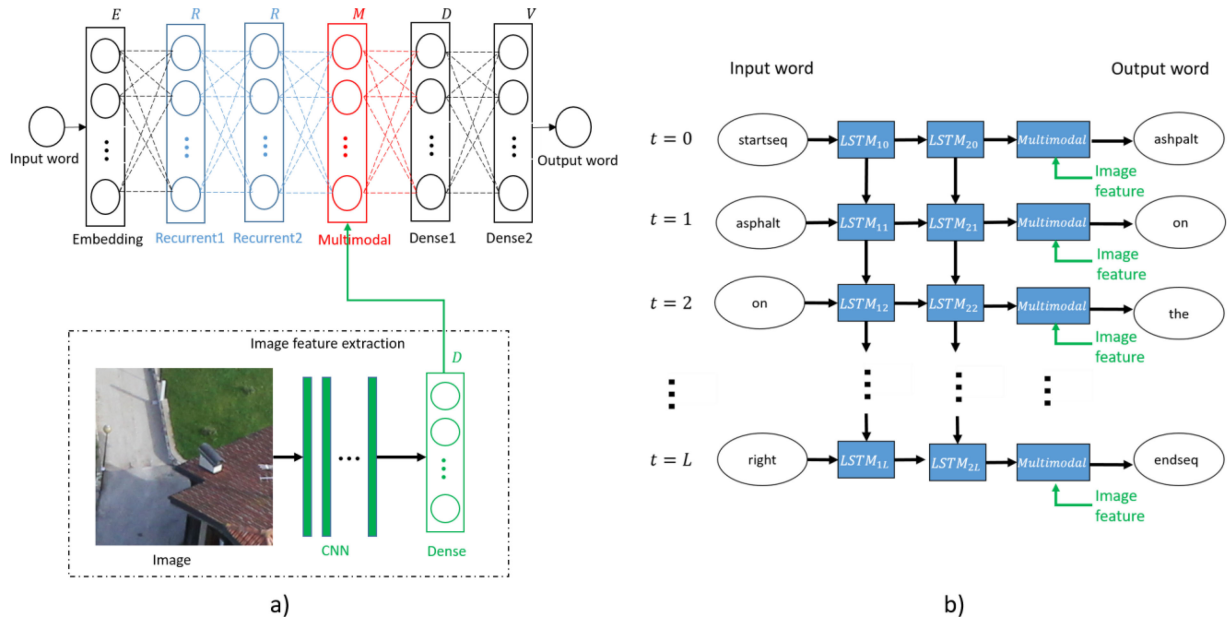 E R R M D V
Input word
Output word
Embedding
Recurrent1
Recurrent2
Multimodal
Dense1
Dense2
Image feature extraction
D
Image
CNN
Dense
a)
Input word
Output word
t = 0
startseq
LSTM₁₀
LSTM₂₀
Multimodal
ashpalt
Image
feature
t = 1
asphalt
LSTM₁₁
LSTM₂₁
Multimodal
on
Image
feature
t = 2
on
LSTM₁₂
LSTM₂₂
Multimodal
the
Image
feature
t = L
right
LSTM₁L
LSTM₂L
Multimodal
endseq
Image
feature
b)